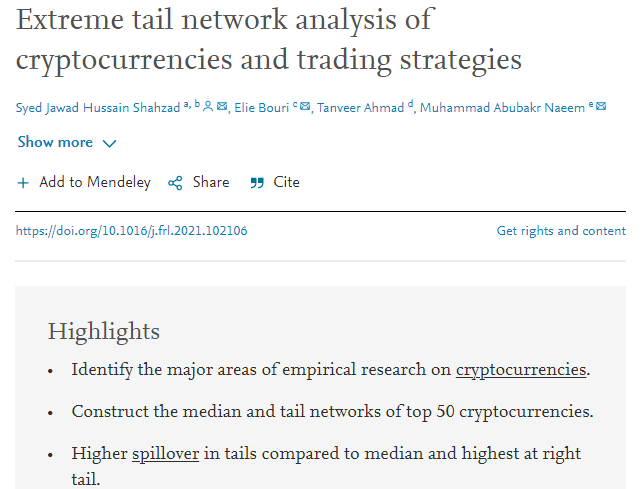 Extreme tail network analysis of
cryptocurrencies and trading strategies
Syed Jawad Hussain Shahzad a, b, Elie Bouri c, Tanveer Ahmad d, Muhammad Abubakr Naeem e
Show more
+ Add to Mendeley Share Cite
https://doi.org/10.1016/j.frl.2021.102106 Get rights and content
Highlights
• Identify the major areas of empirical research on cryptocurrencies.
• Construct the median and tail networks of top 50 cryptocurrencies.
• Higher spillover in tails compared to median and highest at right
tail.